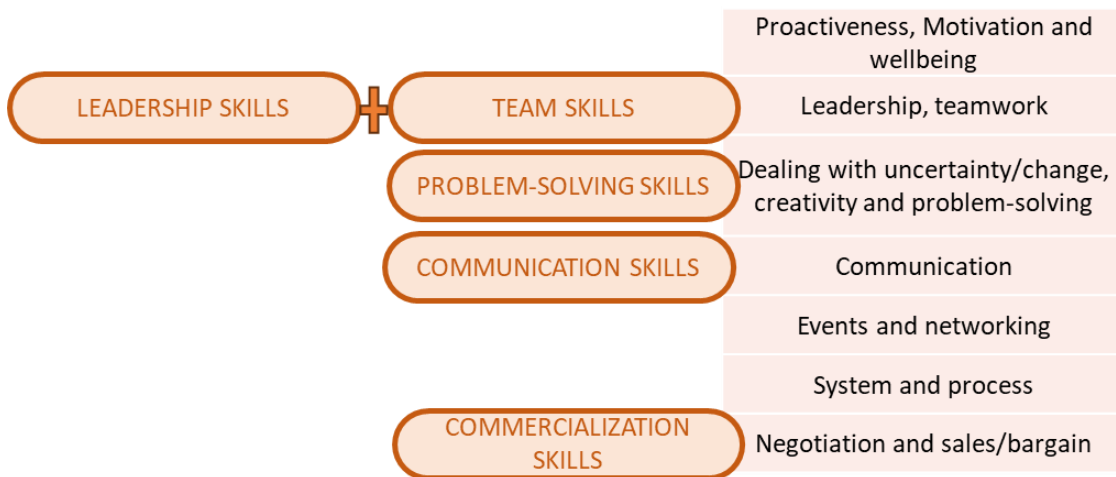 Proactiveness, Motivation and
wellbeing
LEADERSHIP SKILLS
TEAM SKILLS
Leadership, teamwork
PROBLEM-SOLVING SKILLS
Dealing with uncertainty/change,
creativity and problem-solving
COMMUNICATION SKILLS
Communication
Events and networking
System and process
COMMERCIALIZATION
SKILLS
Negotiation and sales/bargain